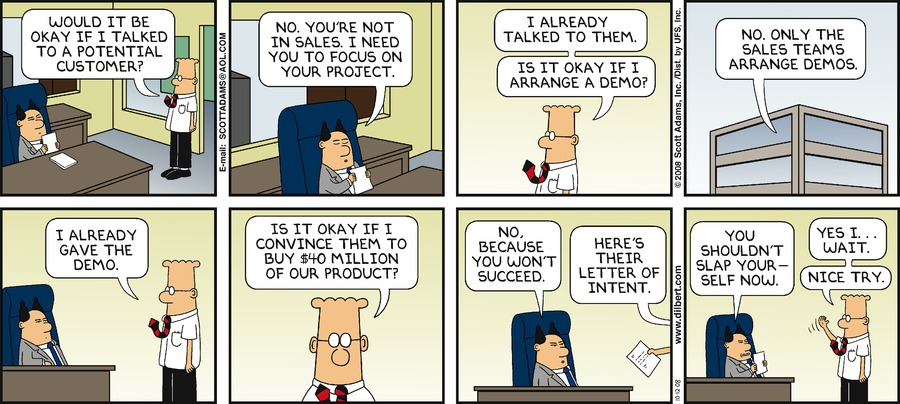 WOULD IT BE
OKAY IF I TALKED
TO A POTENTIAL
CUSTOMER?
E-mail: SCOTTADAMS@AOL.COM
NO. YOU'RE NOT
IN SALES. I NEED
YOU TO FOCUS ON
YOUR PROJECT.
I ALREADY
TALKED TO THEM.
IS IT OKAY IF I
ARRANGE A DEMO?
© 2008 Scott Adams, Inc. /Dist. by UFS, Inc.
NO. ONLY THE
SALES TEAMS
ARRANGE DEMOS.
I ALREADY
GAVE THE
DEMO.
IS IT OKAY IF I
CONVINCE THEM TO
BUY $40 MILLION
OF OUR PRODUCT?
NO,
BECAUSE
YOU WON'T
SUCCEED.
HERE'S
THEIR
LETTER OF
INTENT.
www.dilbert.com
10·12·08
YOU
SHOULDN'T
SLAP YOUR–
SELF NOW.
YES I...
WAIT.
NICE TRY.